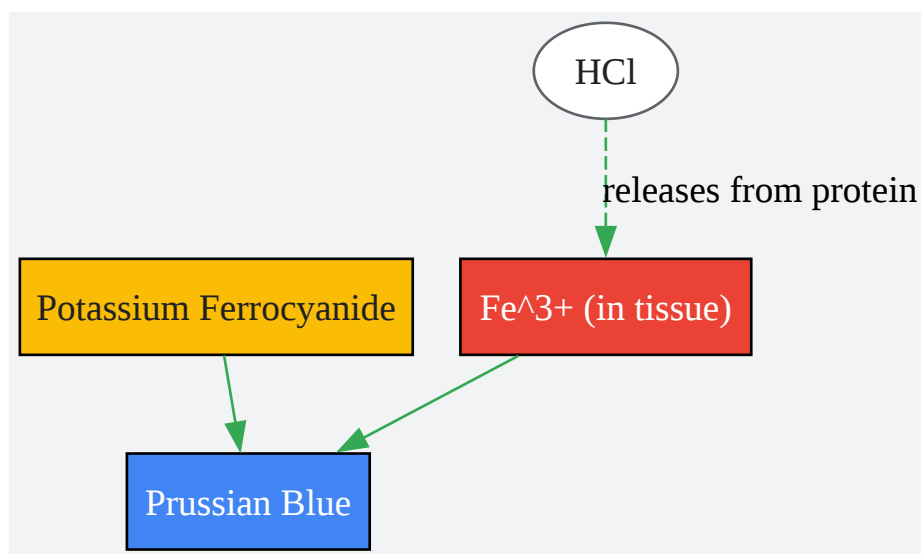 HCl
releases from protein
Potassium Ferrocyanide
Fe^3+ (in tissue)
Prussian Blue